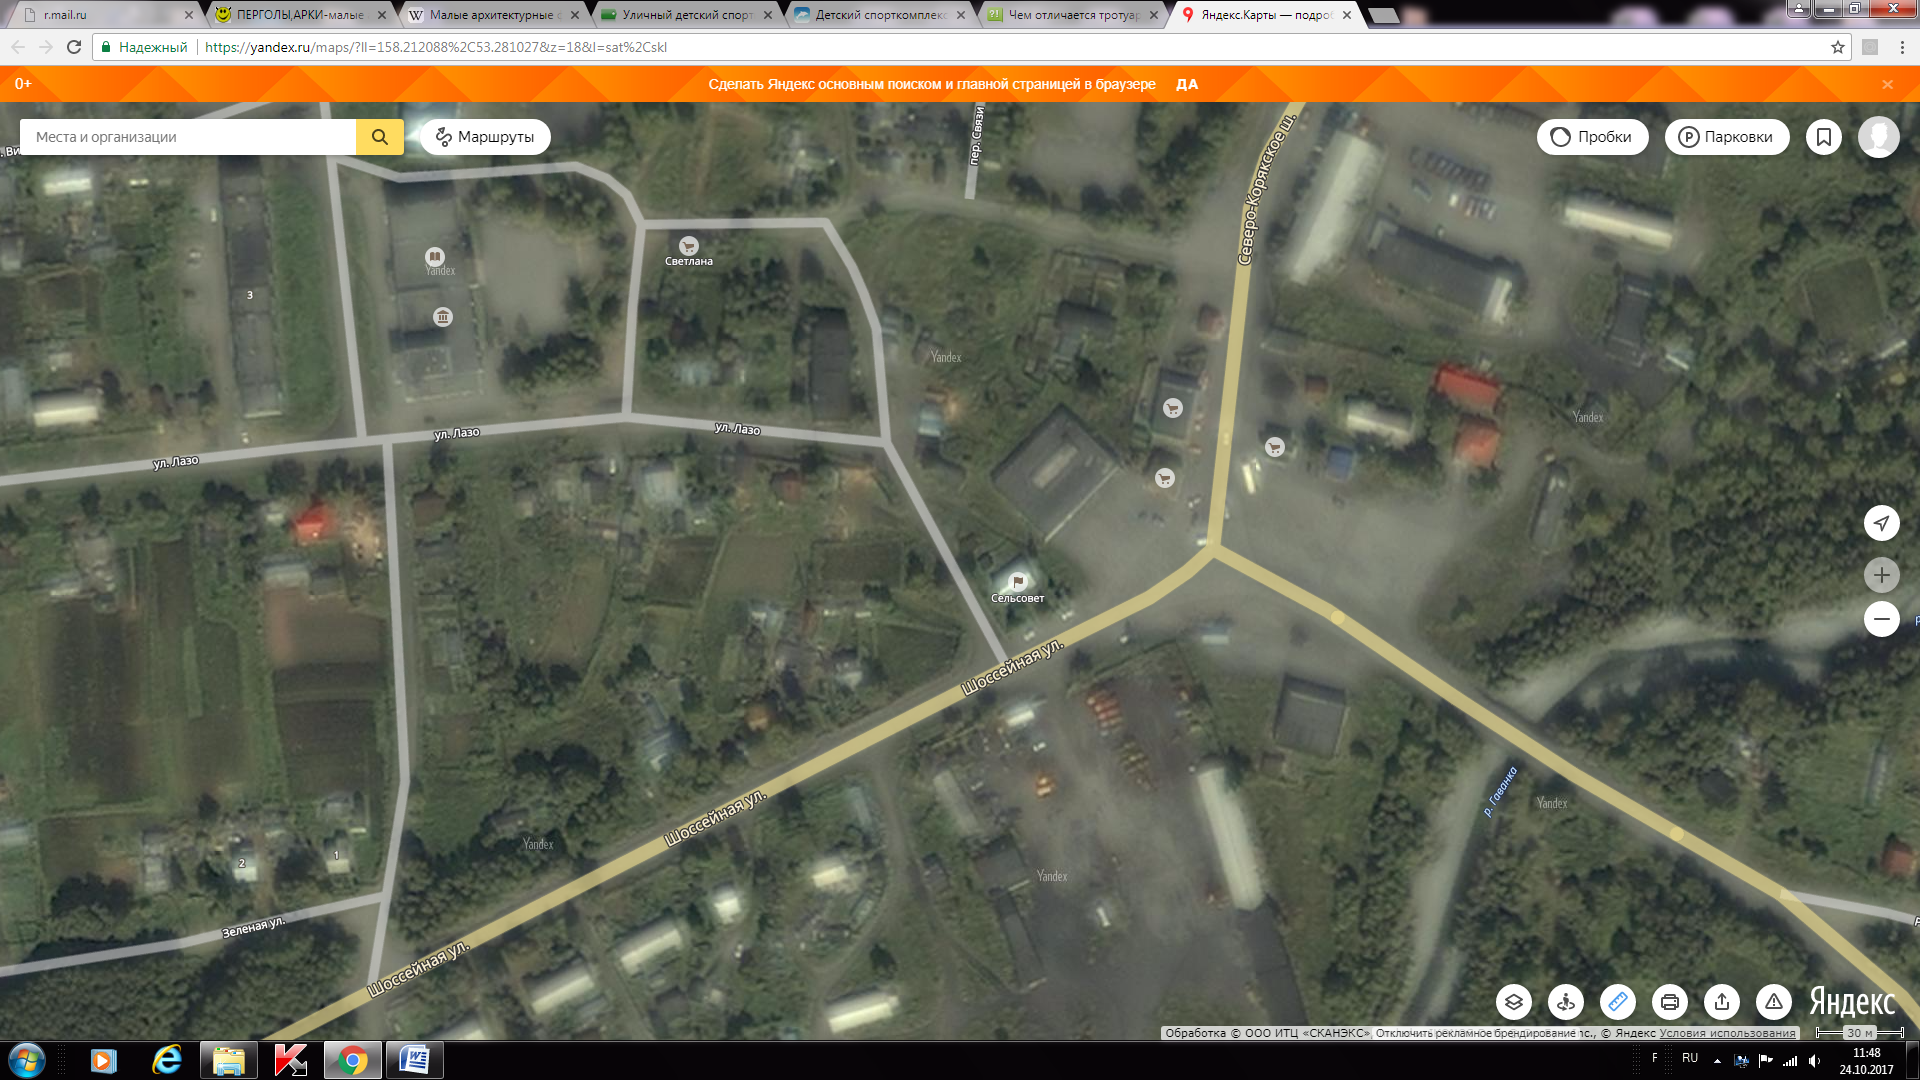 r.mail.ru
ПЕРГОЛЫ,АРКИ-малые
Малые архитектурные
Уличный детский спорт
Детский спорткомплекс
Чем отличается тротуар
Яндекс.Карты — подроб
Надежный
https://yandex.ru/maps/?ll=158.212088%2C53.281027&z=18&l=sat%2Cskl
0+
Сделать Яндекс основным поиском и главной страницей в браузере
ДА
Места и организации
Маршруты
Пробки
Парковки
пер. Связи
Северо-Корякское ш.
Светлана
Yandex
3
Yandex
Yandex
ул. Лазо
ул. Лазо
ул. Лазо
Сельсовет
Шоссейная ул.
р. Гаванка
Yandex
Шоссейная ул.
Yandex
2
1
Yandex
Зеленая ул.
Шоссейная ул.
Яндекс
Обработка © ООО ИТЦ «СКАНЭКС», Отключить рекламное брендирование
© Яндекс Условия использования
30 м
RU
11:48
24.10.2017